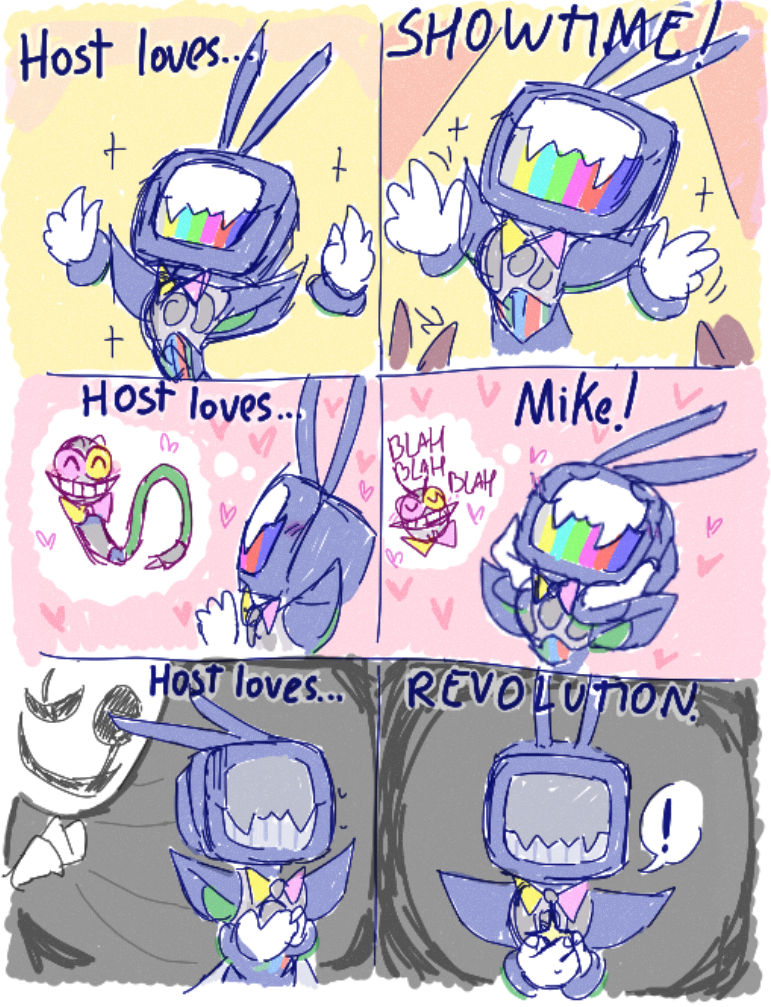 Host loves...
SHOWTIME!
Host loves...
Mike!
BLAH
BLAH
BLAH
Host loves...
REVOLUTION.
!